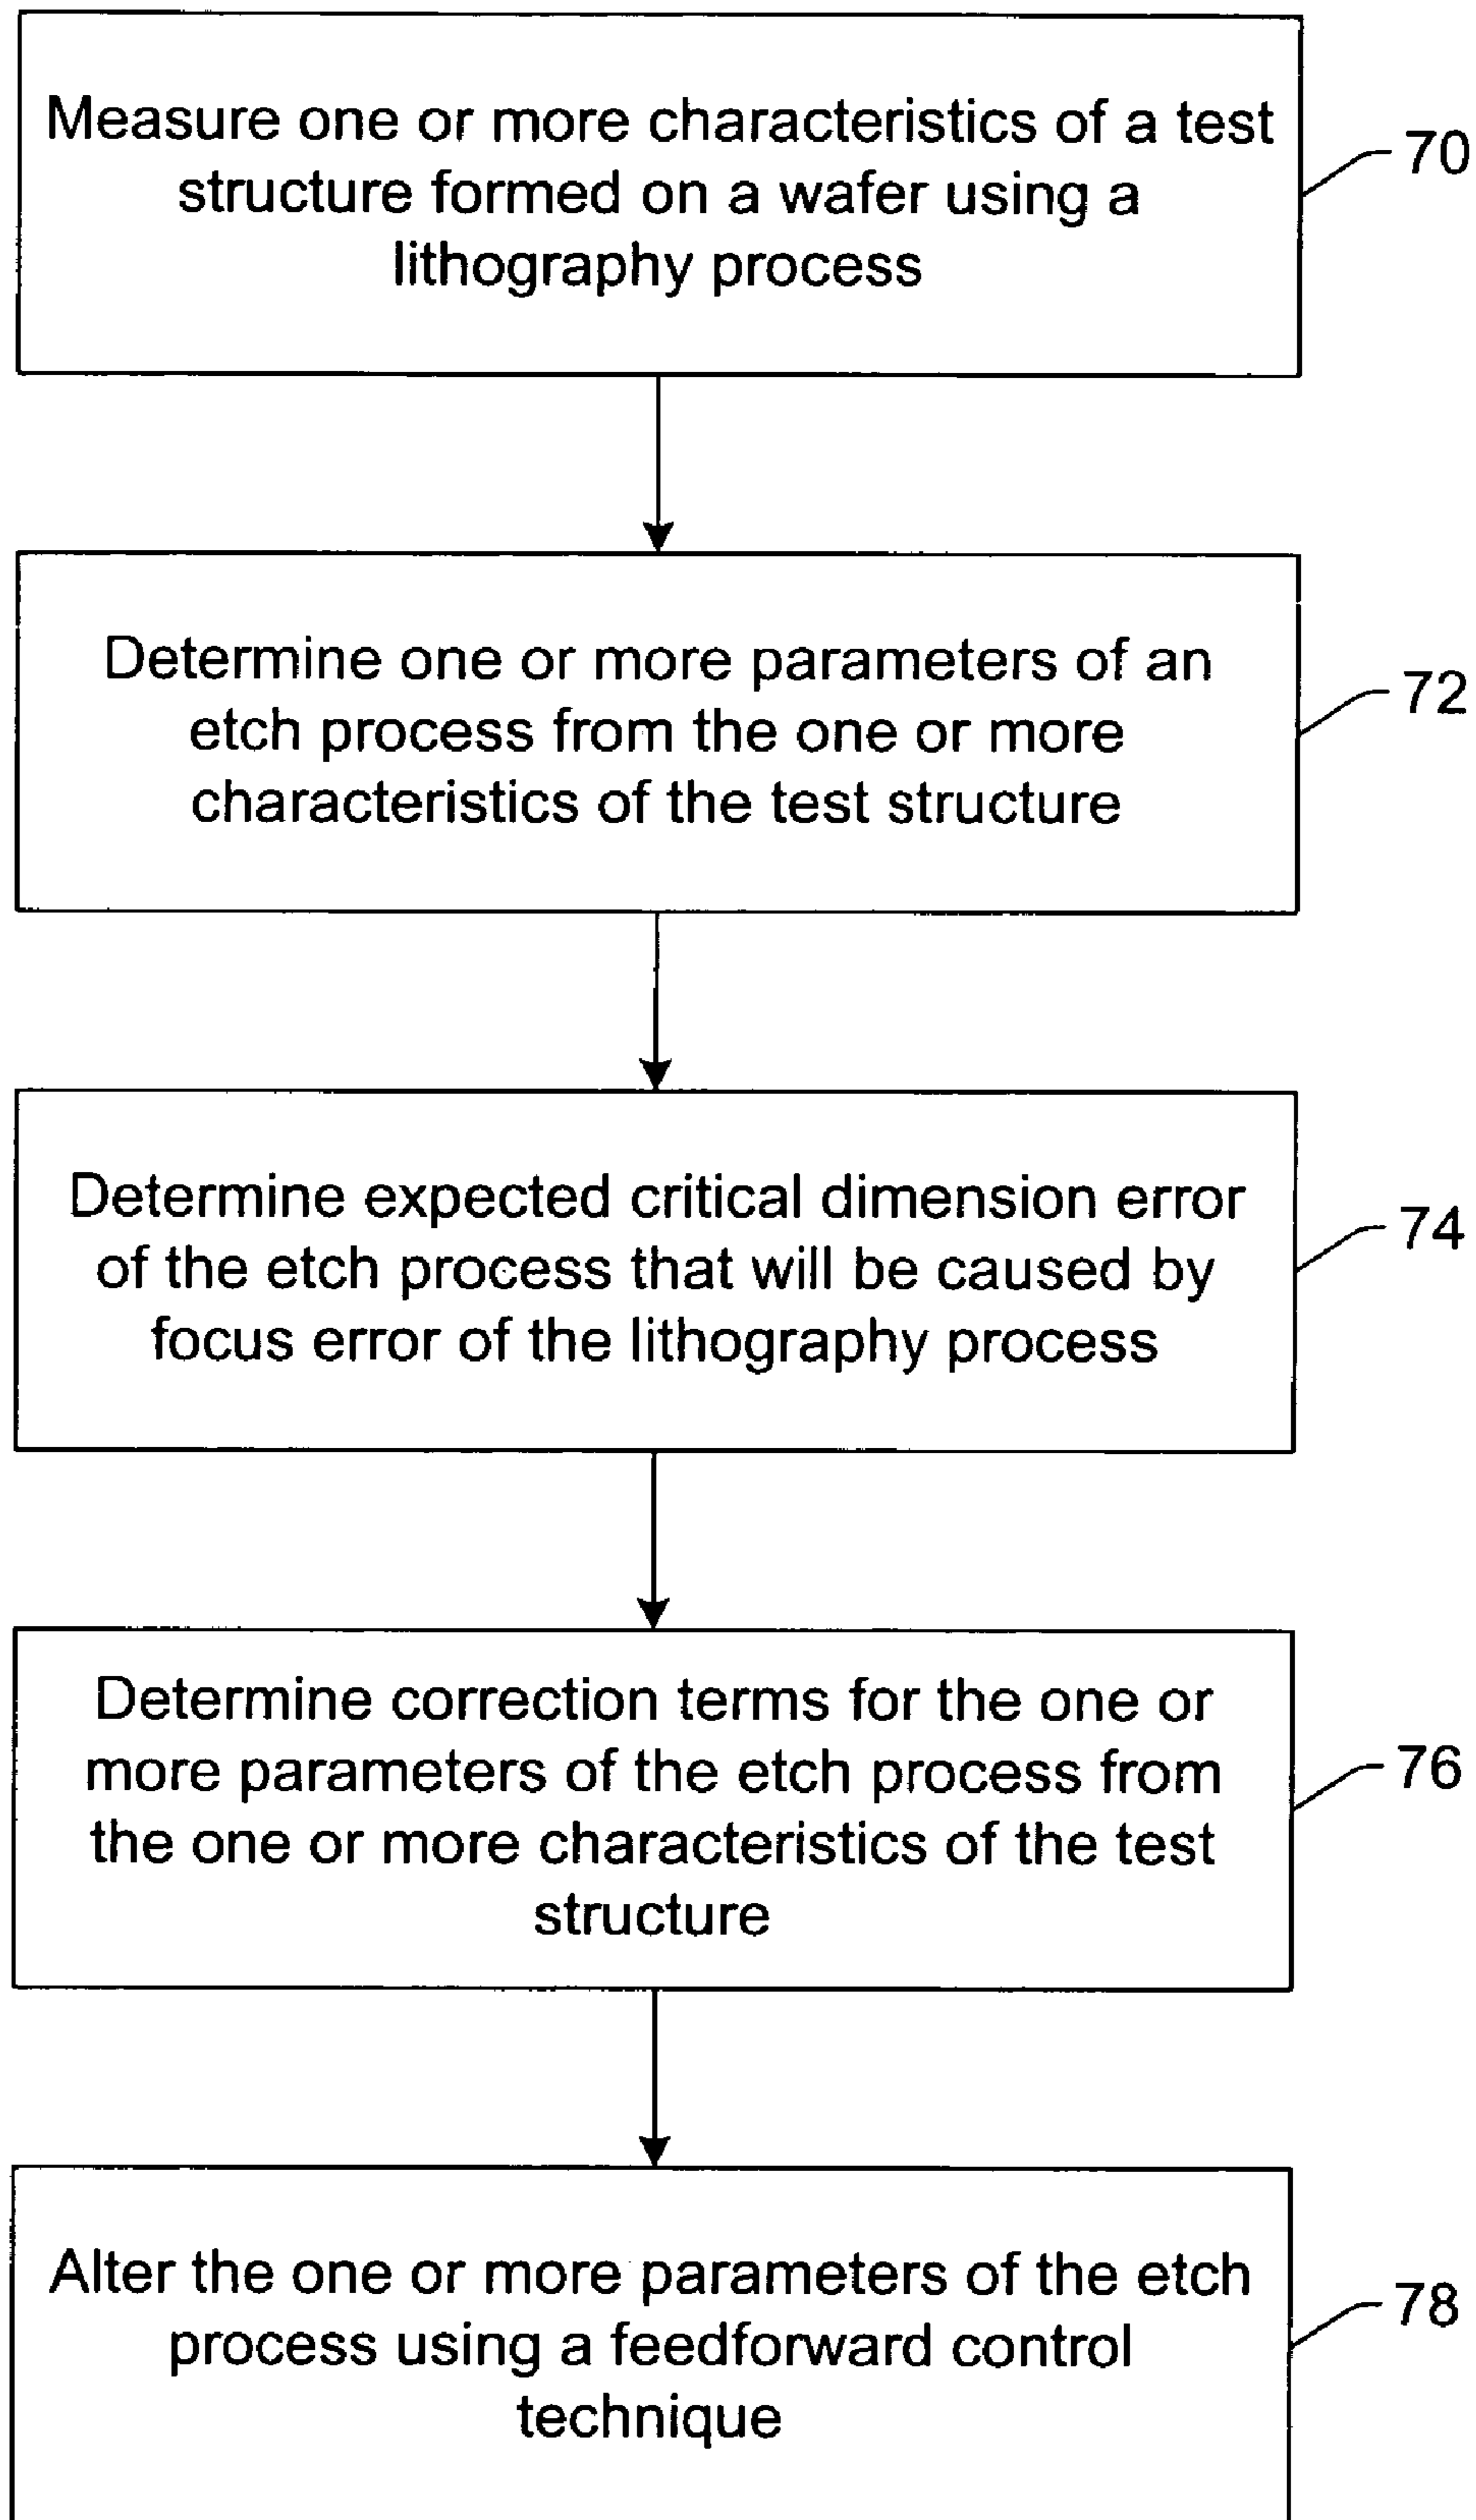 Measure one or more characteristics of a test
structure formed on a wafer using a
lithography process
70
Determine one or more parameters of an
etch process from the one or more
characteristics of the test structure
72
Determine expected critical dimension error
of the etch process that will be caused by
focus error of the lithography process
74
Determine correction terms for the one or
more parameters of the etch process from
the one or more characteristics of the test
structure
76
Alter the one or more parameters of the etch
process using a feedforward control
technique
78